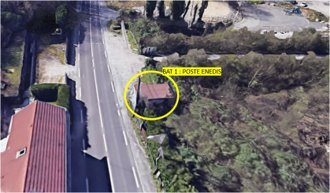 BAT 1 : POSTE ENEDIS